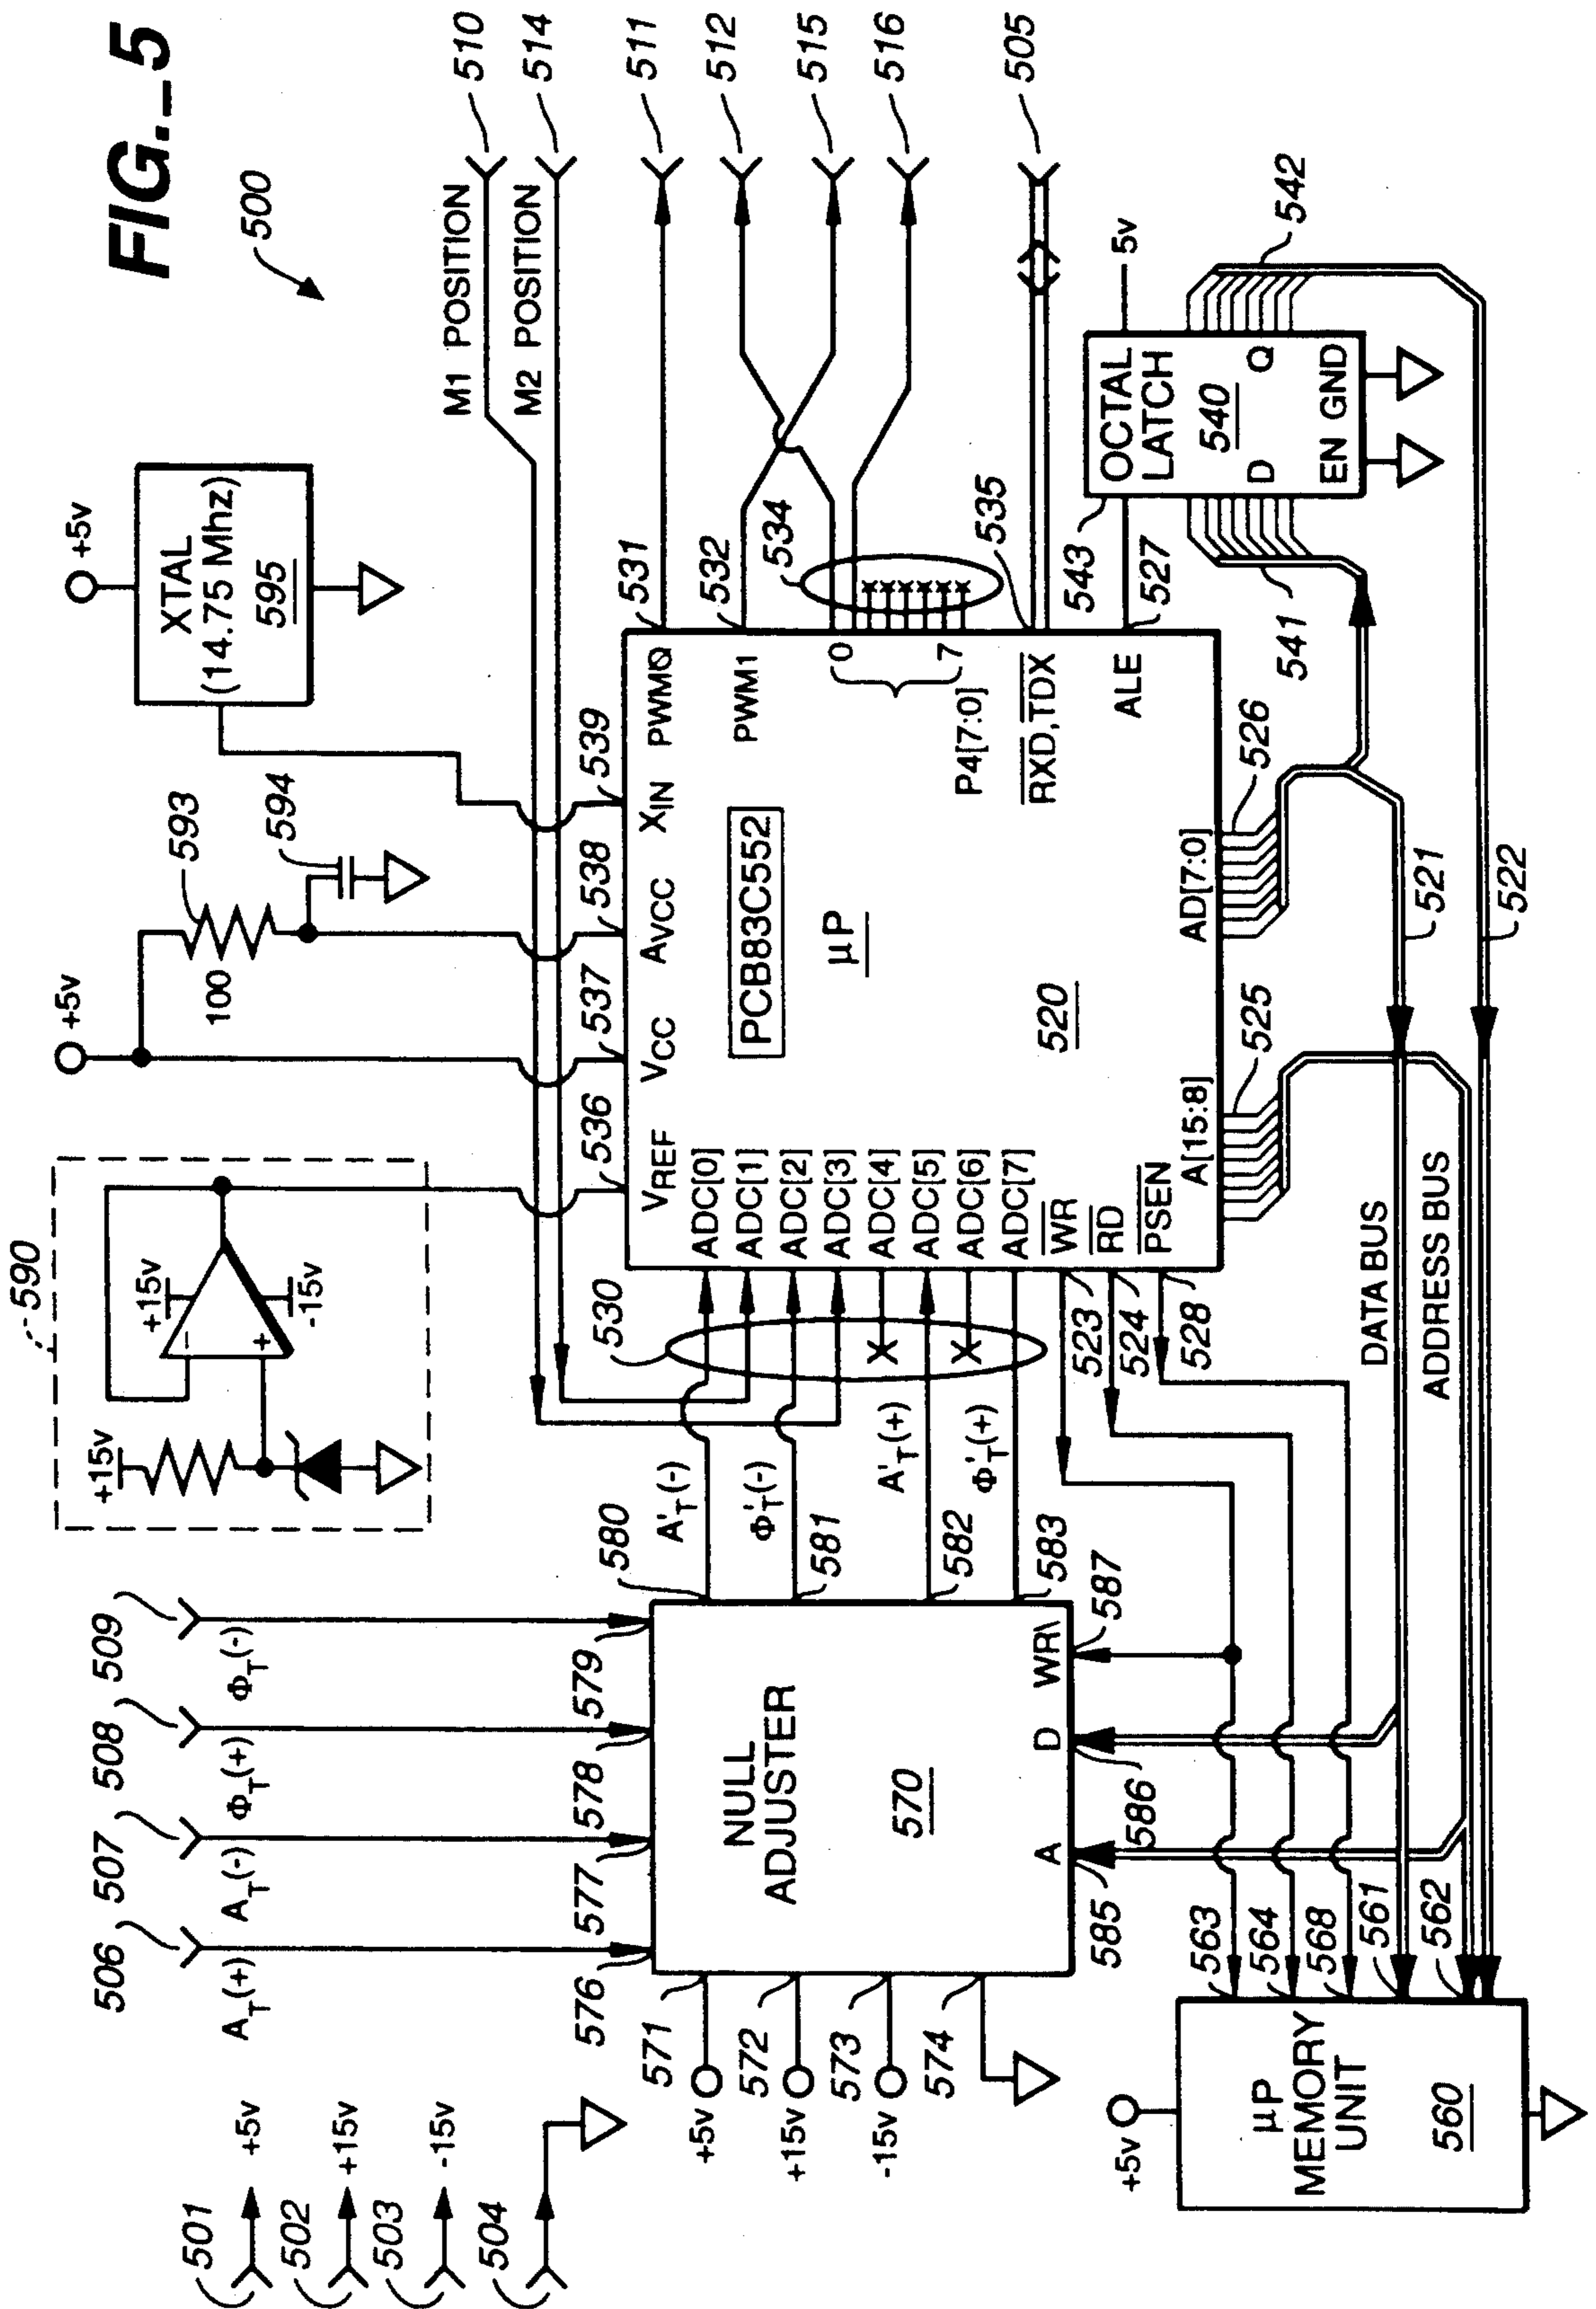 FIG._5
500
510
514
511
512
515
516
505
M1 POSITION
M2 POSITION
+5v
XTAL
(14.75 Mhz)
595
+5v
593
100
594
590
+15v
+15v
-15v
-
+
509
508
507
506
ΦT(-)
ΦT(+)
AT(-)
AT(+)
501
+5v
502
+15v
503
-15v
504
536
537
538
539
VREF
VCC
AVCC
XIN
PWM0
531
PWM1
532
534
0
7
P4[7:0]
RXD, TDX
535
ALE
527
PCB83C552
μP
520
ADC[0]
ADC[1]
ADC[2]
ADC[3]
ADC[4]
ADC[5]
ADC[6]
ADC[7]
WR
RD
PSEN
A[15:8]
AD[7:0]
530
523
524
528
525
526
543
OCTAL
LATCH
540
D
Q
EN GND
5v
541
542
521
522
DATA BUS
ADDRESS BUS
A'T(-)
Φ'T(-)
A'T(+)
Φ'T(+)
580
581
582
583
576
577
578
579
NULL
ADJUSTER
570
A
D
WR\
585
586
587
571
+5v
572
+15v
573
-15v
574
563
564
568
561
562
+5v
μP
MEMORY
UNIT
560